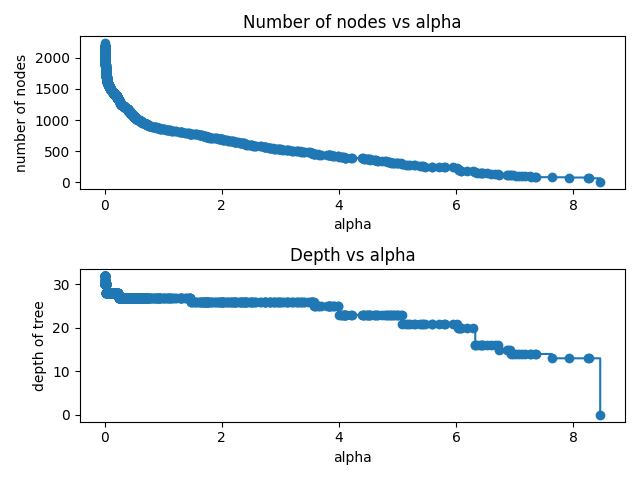 Number of nodes vs alpha
number of nodes
2000
1500
1000
500
0
0 2 4 6 8
alpha
Depth vs alpha
depth of tree
30
20
10
0
0 2 4 6 8
alpha